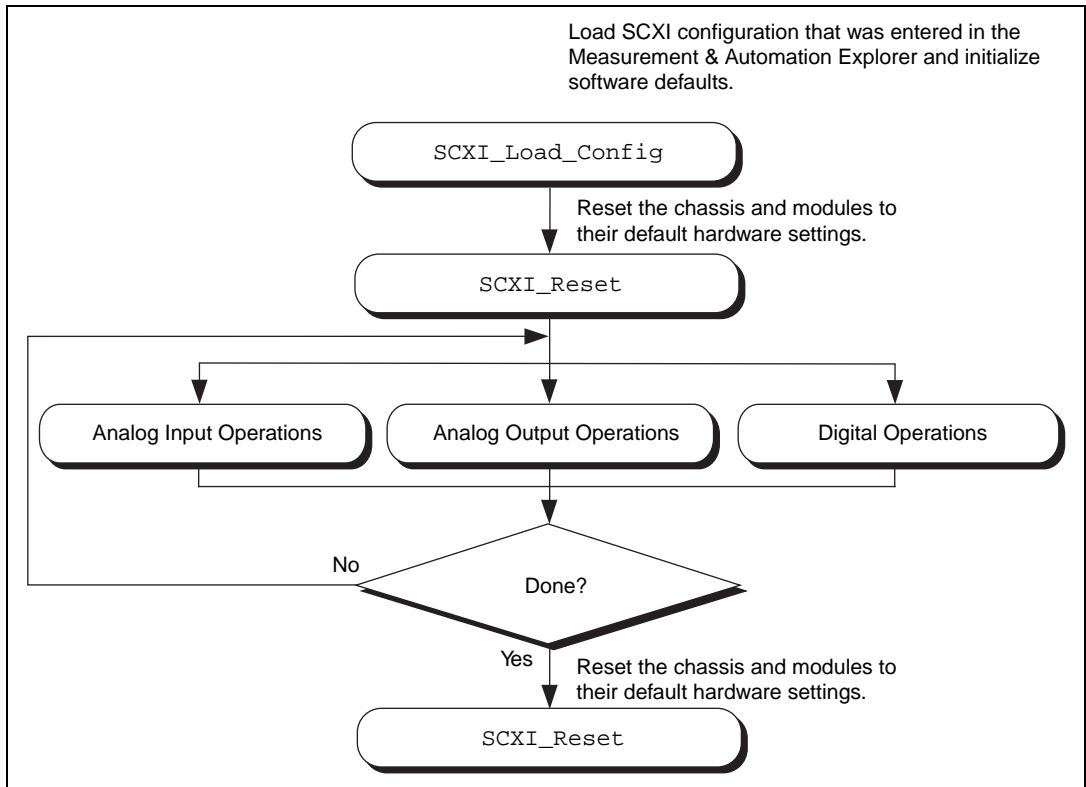 Load SCXI configuration that was entered in the
Measurement & Automation Explorer and initialize
software defaults.
SCXI_Load_Config
Reset the chassis and modules to
their default hardware settings.
SCXI_Reset
Analog Input Operations
Analog Output Operations
Digital Operations
No
Done?
Yes
Reset the chassis and modules to
their default hardware settings.
SCXI_Reset